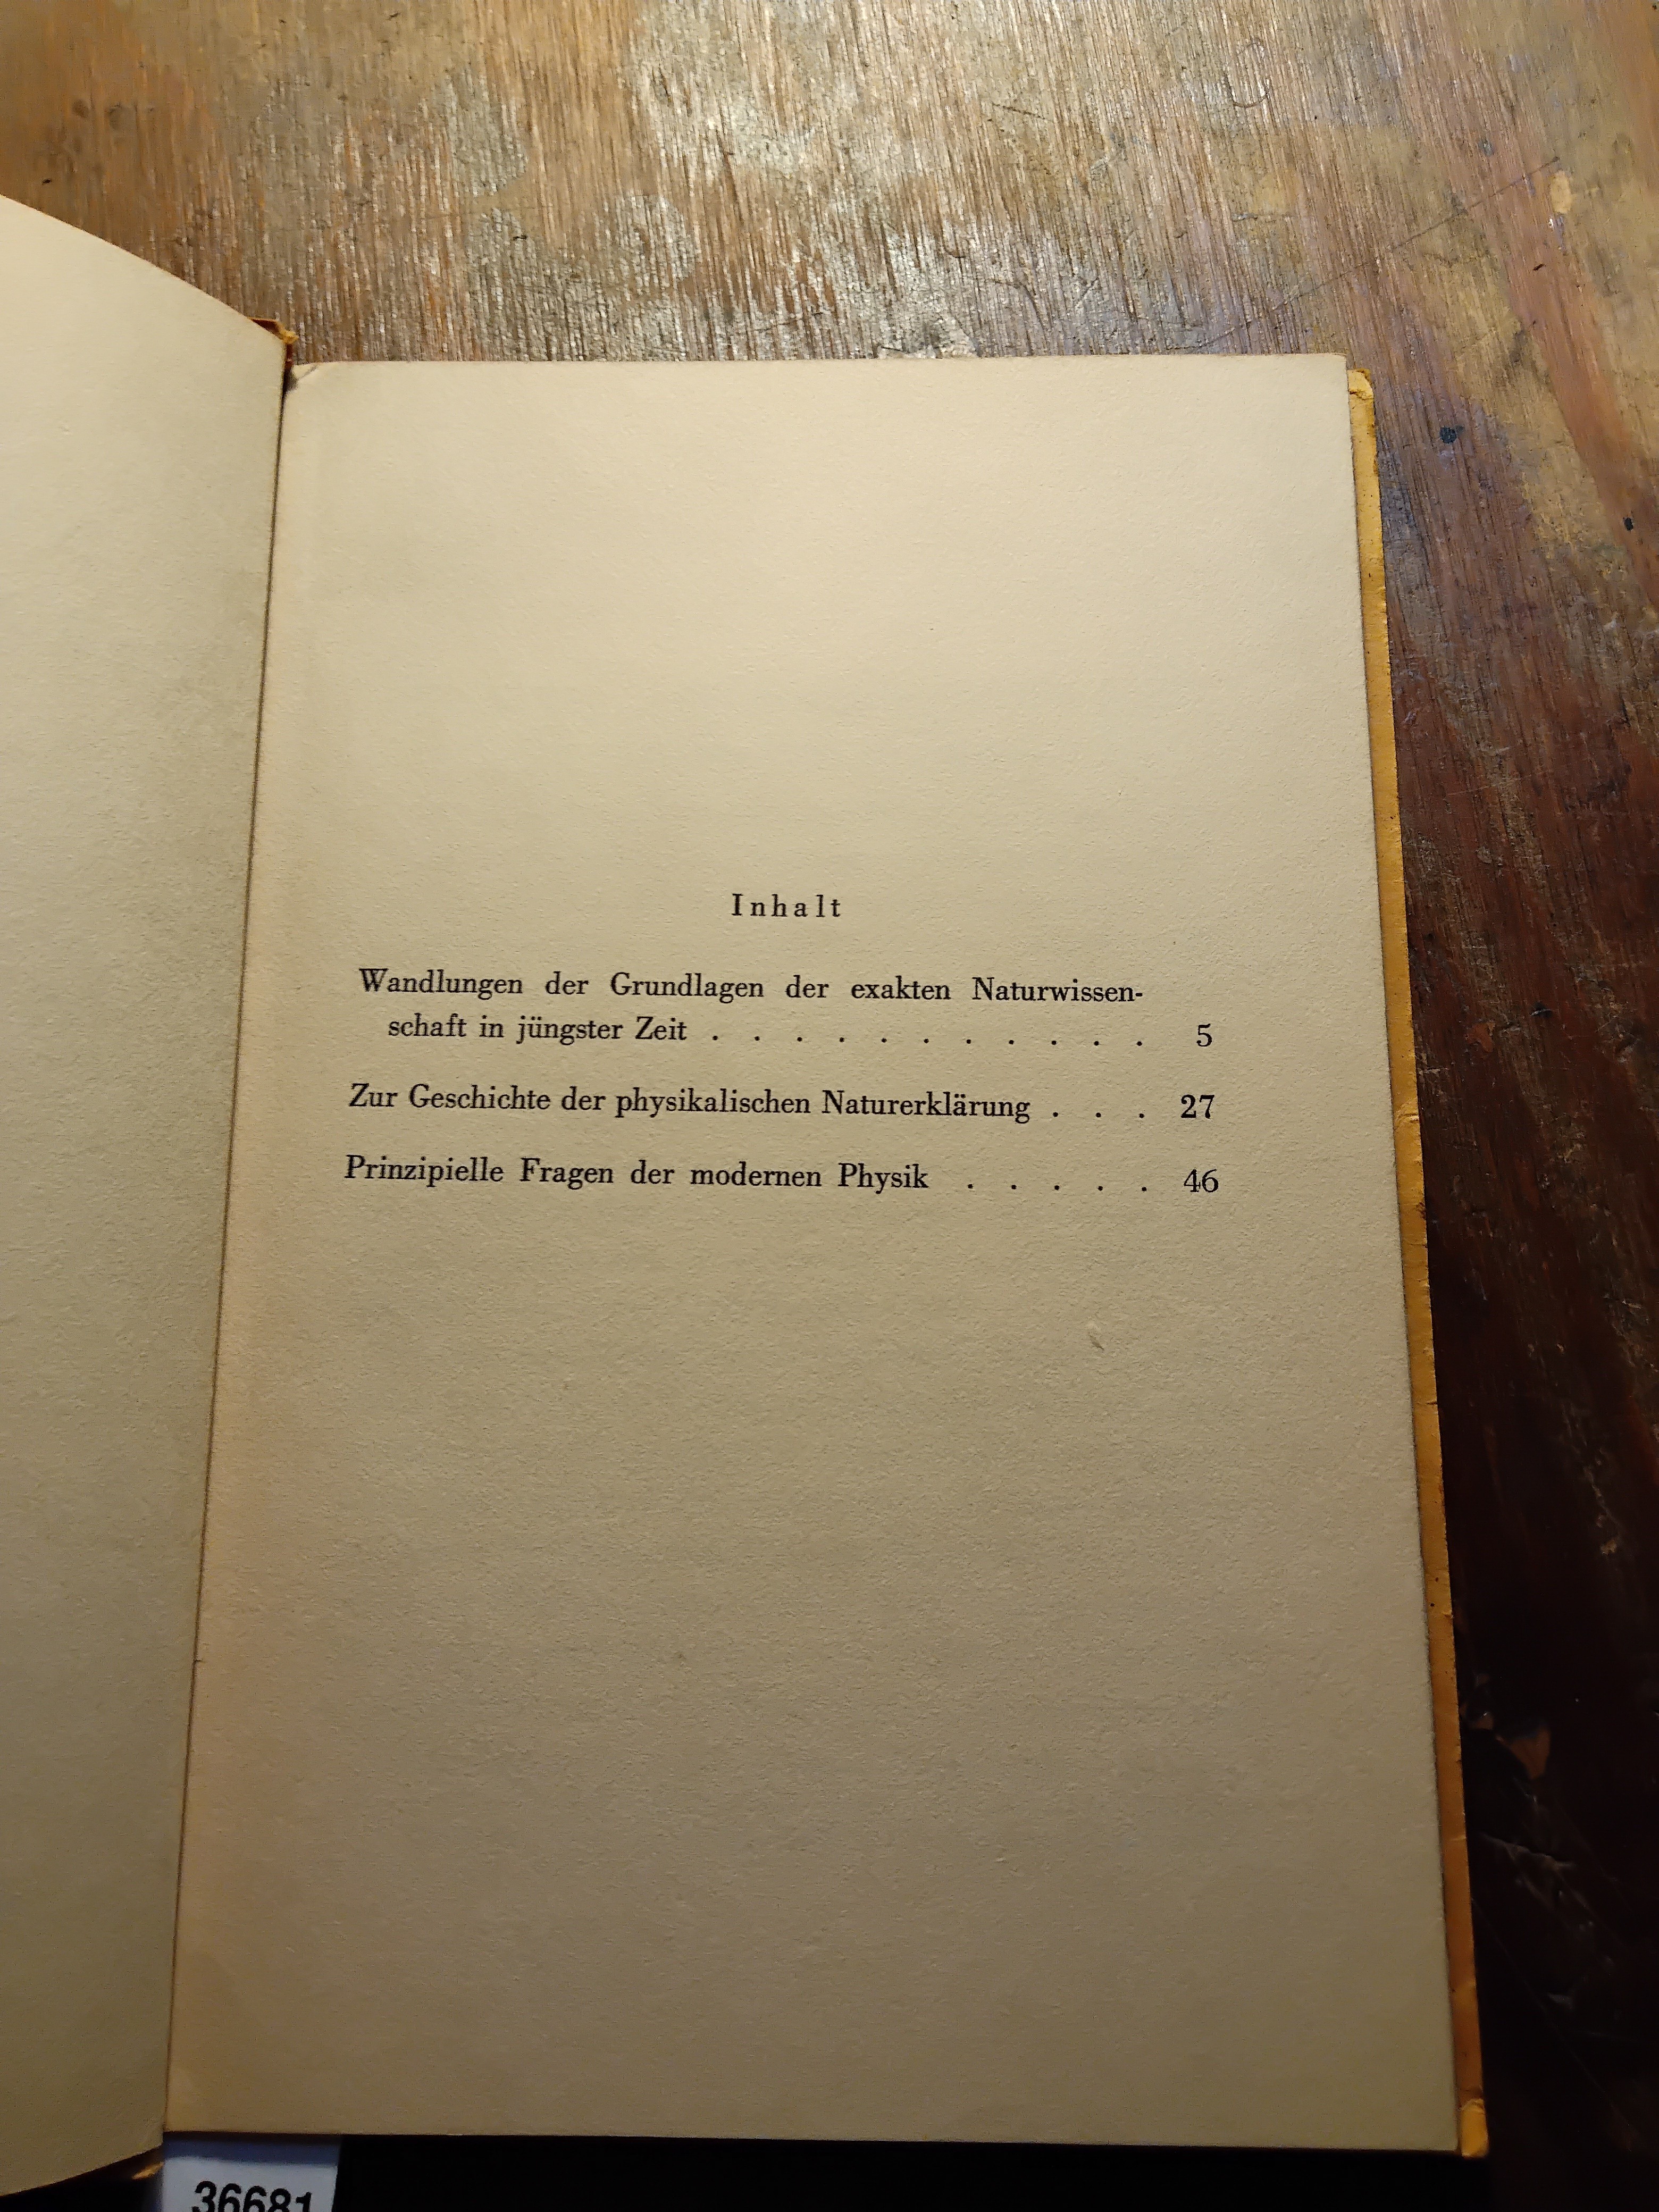 Inhalt
Wandlungen der Grundlagen der exakten Naturwissen-
schaft in jüngster Zeit . . . . . . . . . . . 5
Zur Geschichte der physikalischen Naturerklärung . . . 27
Prinzipielle Fragen der modernen Physik . . . . . 46
36681